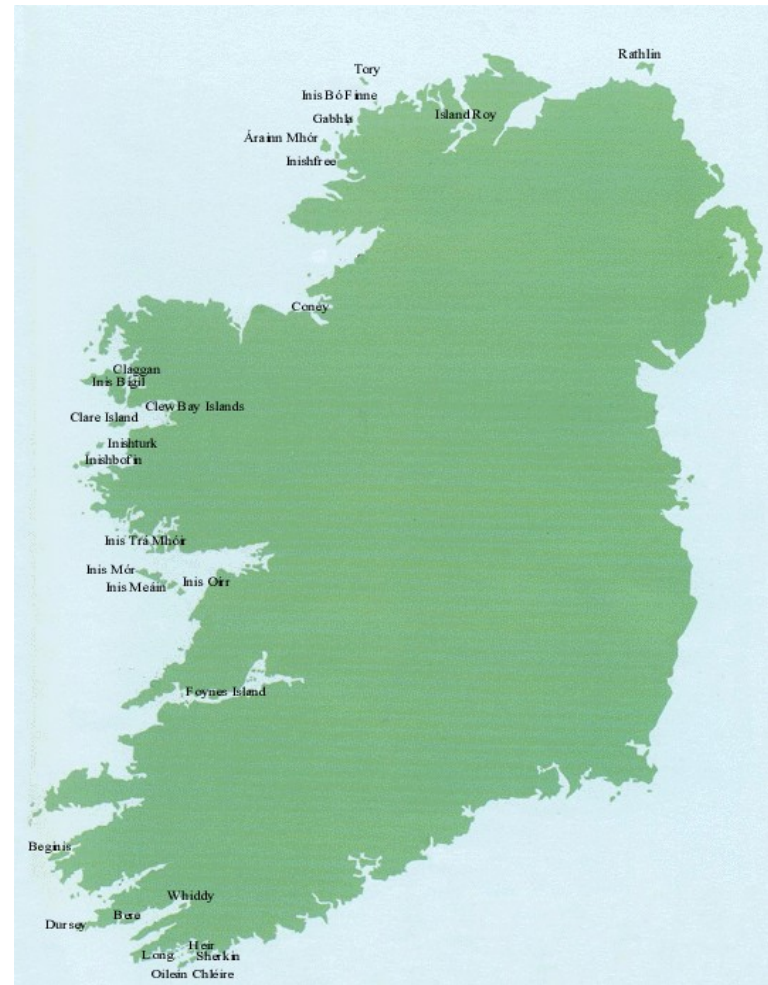 Rathlin
Tory
Inis Bó Finne
Gabhla
Island Roy
Árainn Mhór
Inishfree
Coney
Claggan
Inis Bigil
Clew Bay Islands
Clare Island
Inishturk
Inishbofin
Inis Trá Mhóir
Inis Mór
Inis Oírr
Inis Meáin
Foynes Island
Beginis
Whiddy
Bere
Dursey
Heir
Long
Sherkin
Oilean Chléire